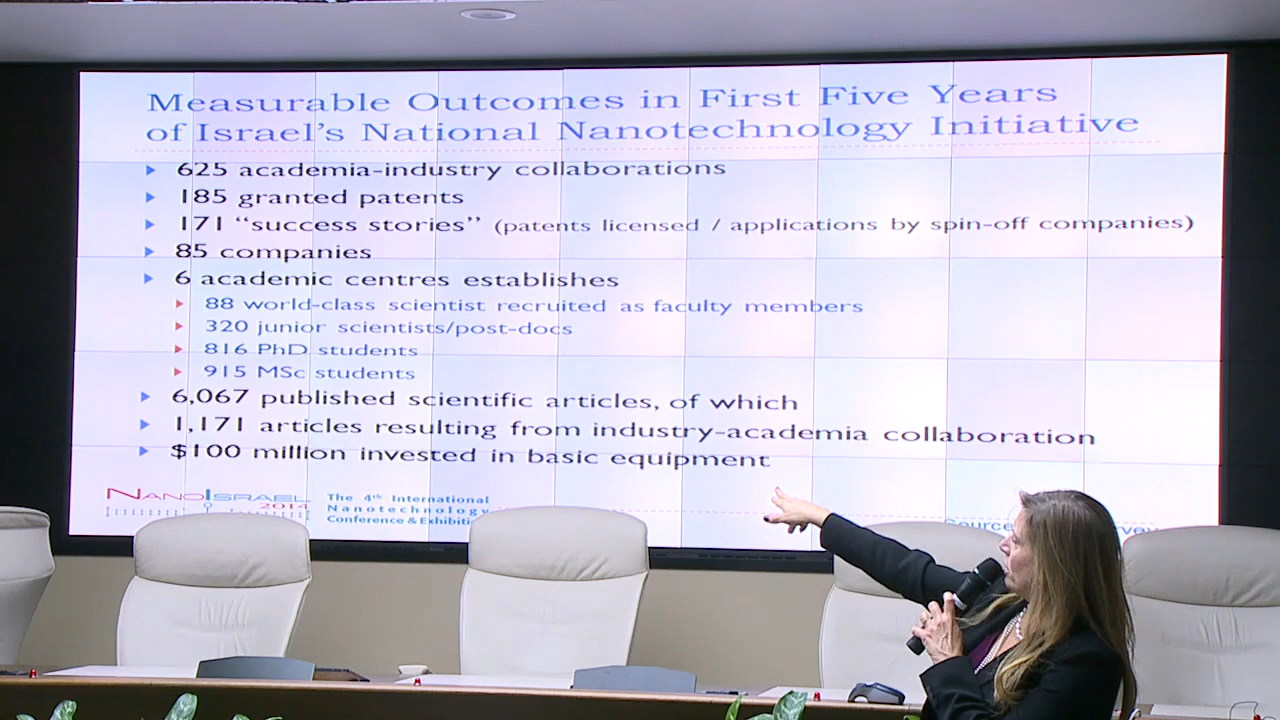 Measurable Outcomes in First Five Years
of Israel's National Nanotechnology Initiative
625 academia-industry collaborations
185 granted patents
171 “success stories” (patents licensed / applications by spin-off companies)
85 companies
6 academic centres establishes
88 world-class scientist recruited as faculty members
320 junior scientists/post-docs
816 PhD students
915 MSc students
6,067 published scientific articles, of which
1,171 articles resulting from industry-academia collaboration
$100 million invested in basic equipment
NANOISRAEL
2014
The 4th International
Nanotechnology
Conference & Exhibiti
Source